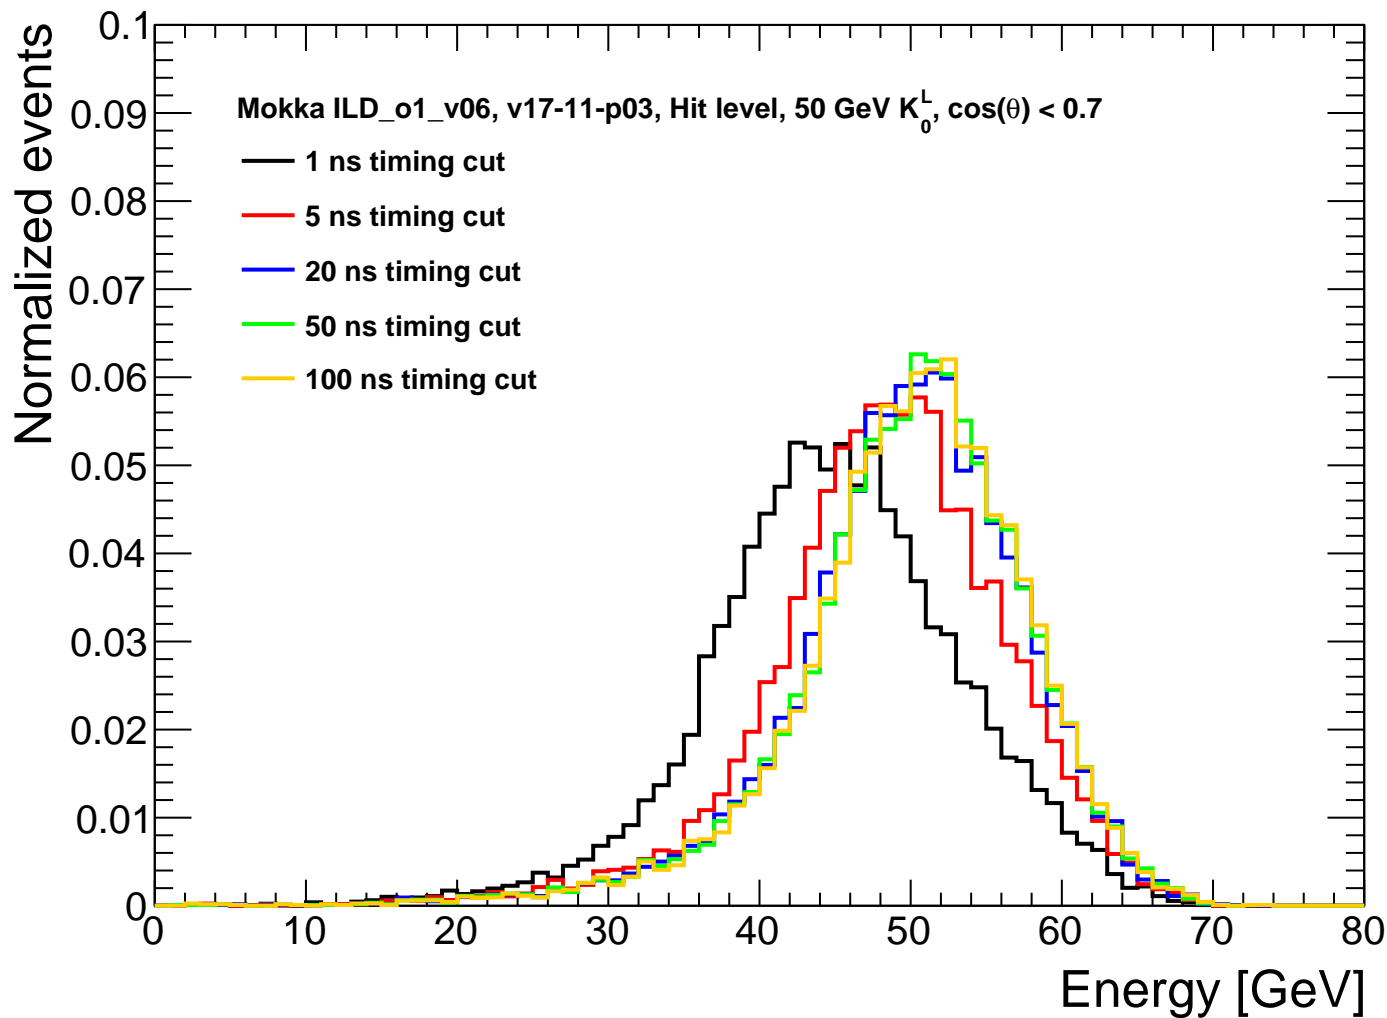 Normalized events
0.1
0.09
0.08
0.07
0.06
0.05
0.04
0.03
0.02
0.01
0
Mokka ILD_o1_v06, v17-11-p03, Hit level, 50 GeV K_0^L, cos(θ) < 0.7
1 ns timing cut
5 ns timing cut
20 ns timing cut
50 ns timing cut
100 ns timing cut
0 10 20 30 40 50 60 70 80
Energy [GeV]